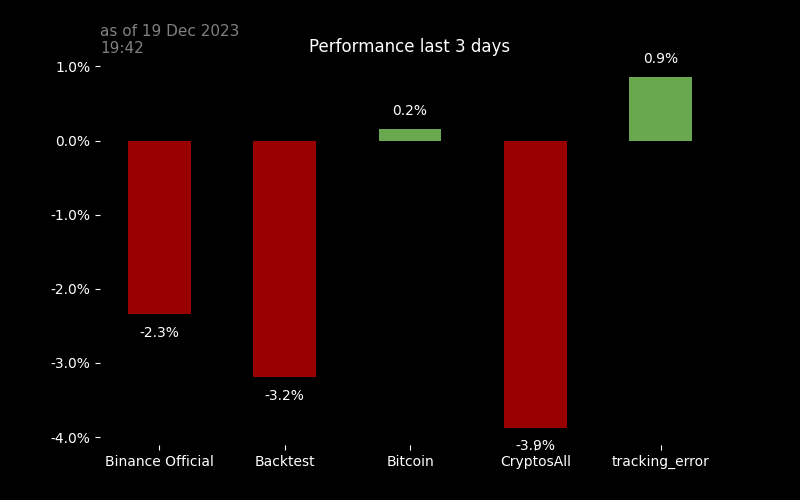 as of 19 Dec 2023
19:42
Performance last 3 days
1.0%
0.0%
-1.0%
-2.0%
-3.0%
-4.0%
0.9%
0.2%
-2.3%
-3.2%
-3.9%
Binance Official
Backtest
Bitcoin
CryptosAll
tracking_error